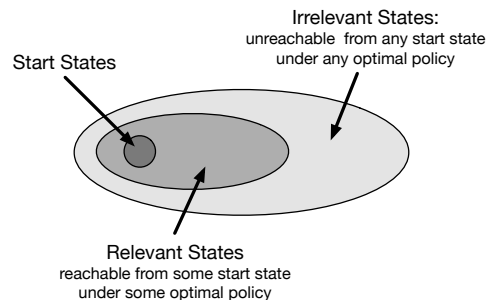 Irrelevant States:
unreachable from any start state
under any optimal policy
Start States
Relevant States
reachable from some start state
under some optimal policy